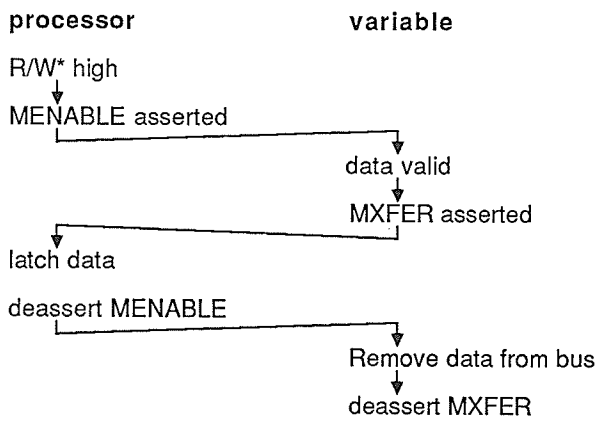 processor
variable
R/W* high
MENABLE asserted
data valid
MXFER asserted
latch data
deassert MENABLE
Remove data from bus
deassert MXFER